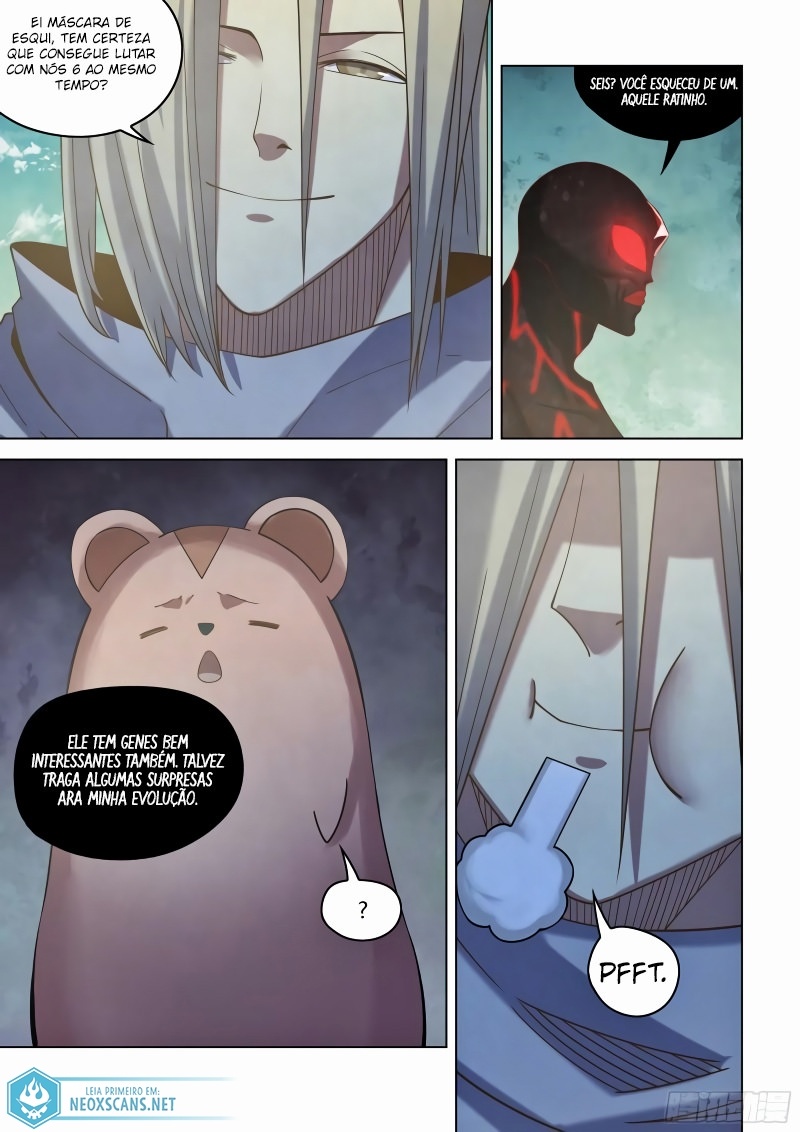 EI MÁSCARA DE
ESQUI, TEM CERTEZA
QUE CONSEGUE LUTAR
COM NÓS 6 AO MESMO
TEMPO?
SEIS? VOCÊ ESQUECEU DE UM.
AQUELE RATINHO.
ELE TEM GENES BEM
INTERESSANTES TAMBÉM. TALVEZ
TRAGA ALGUMAS SURPRESAS
ARA MINHA EVOLUÇÃO.
?
PFFT.
LEIA PRIMEIRO EM:
NEOXSCANS.NET